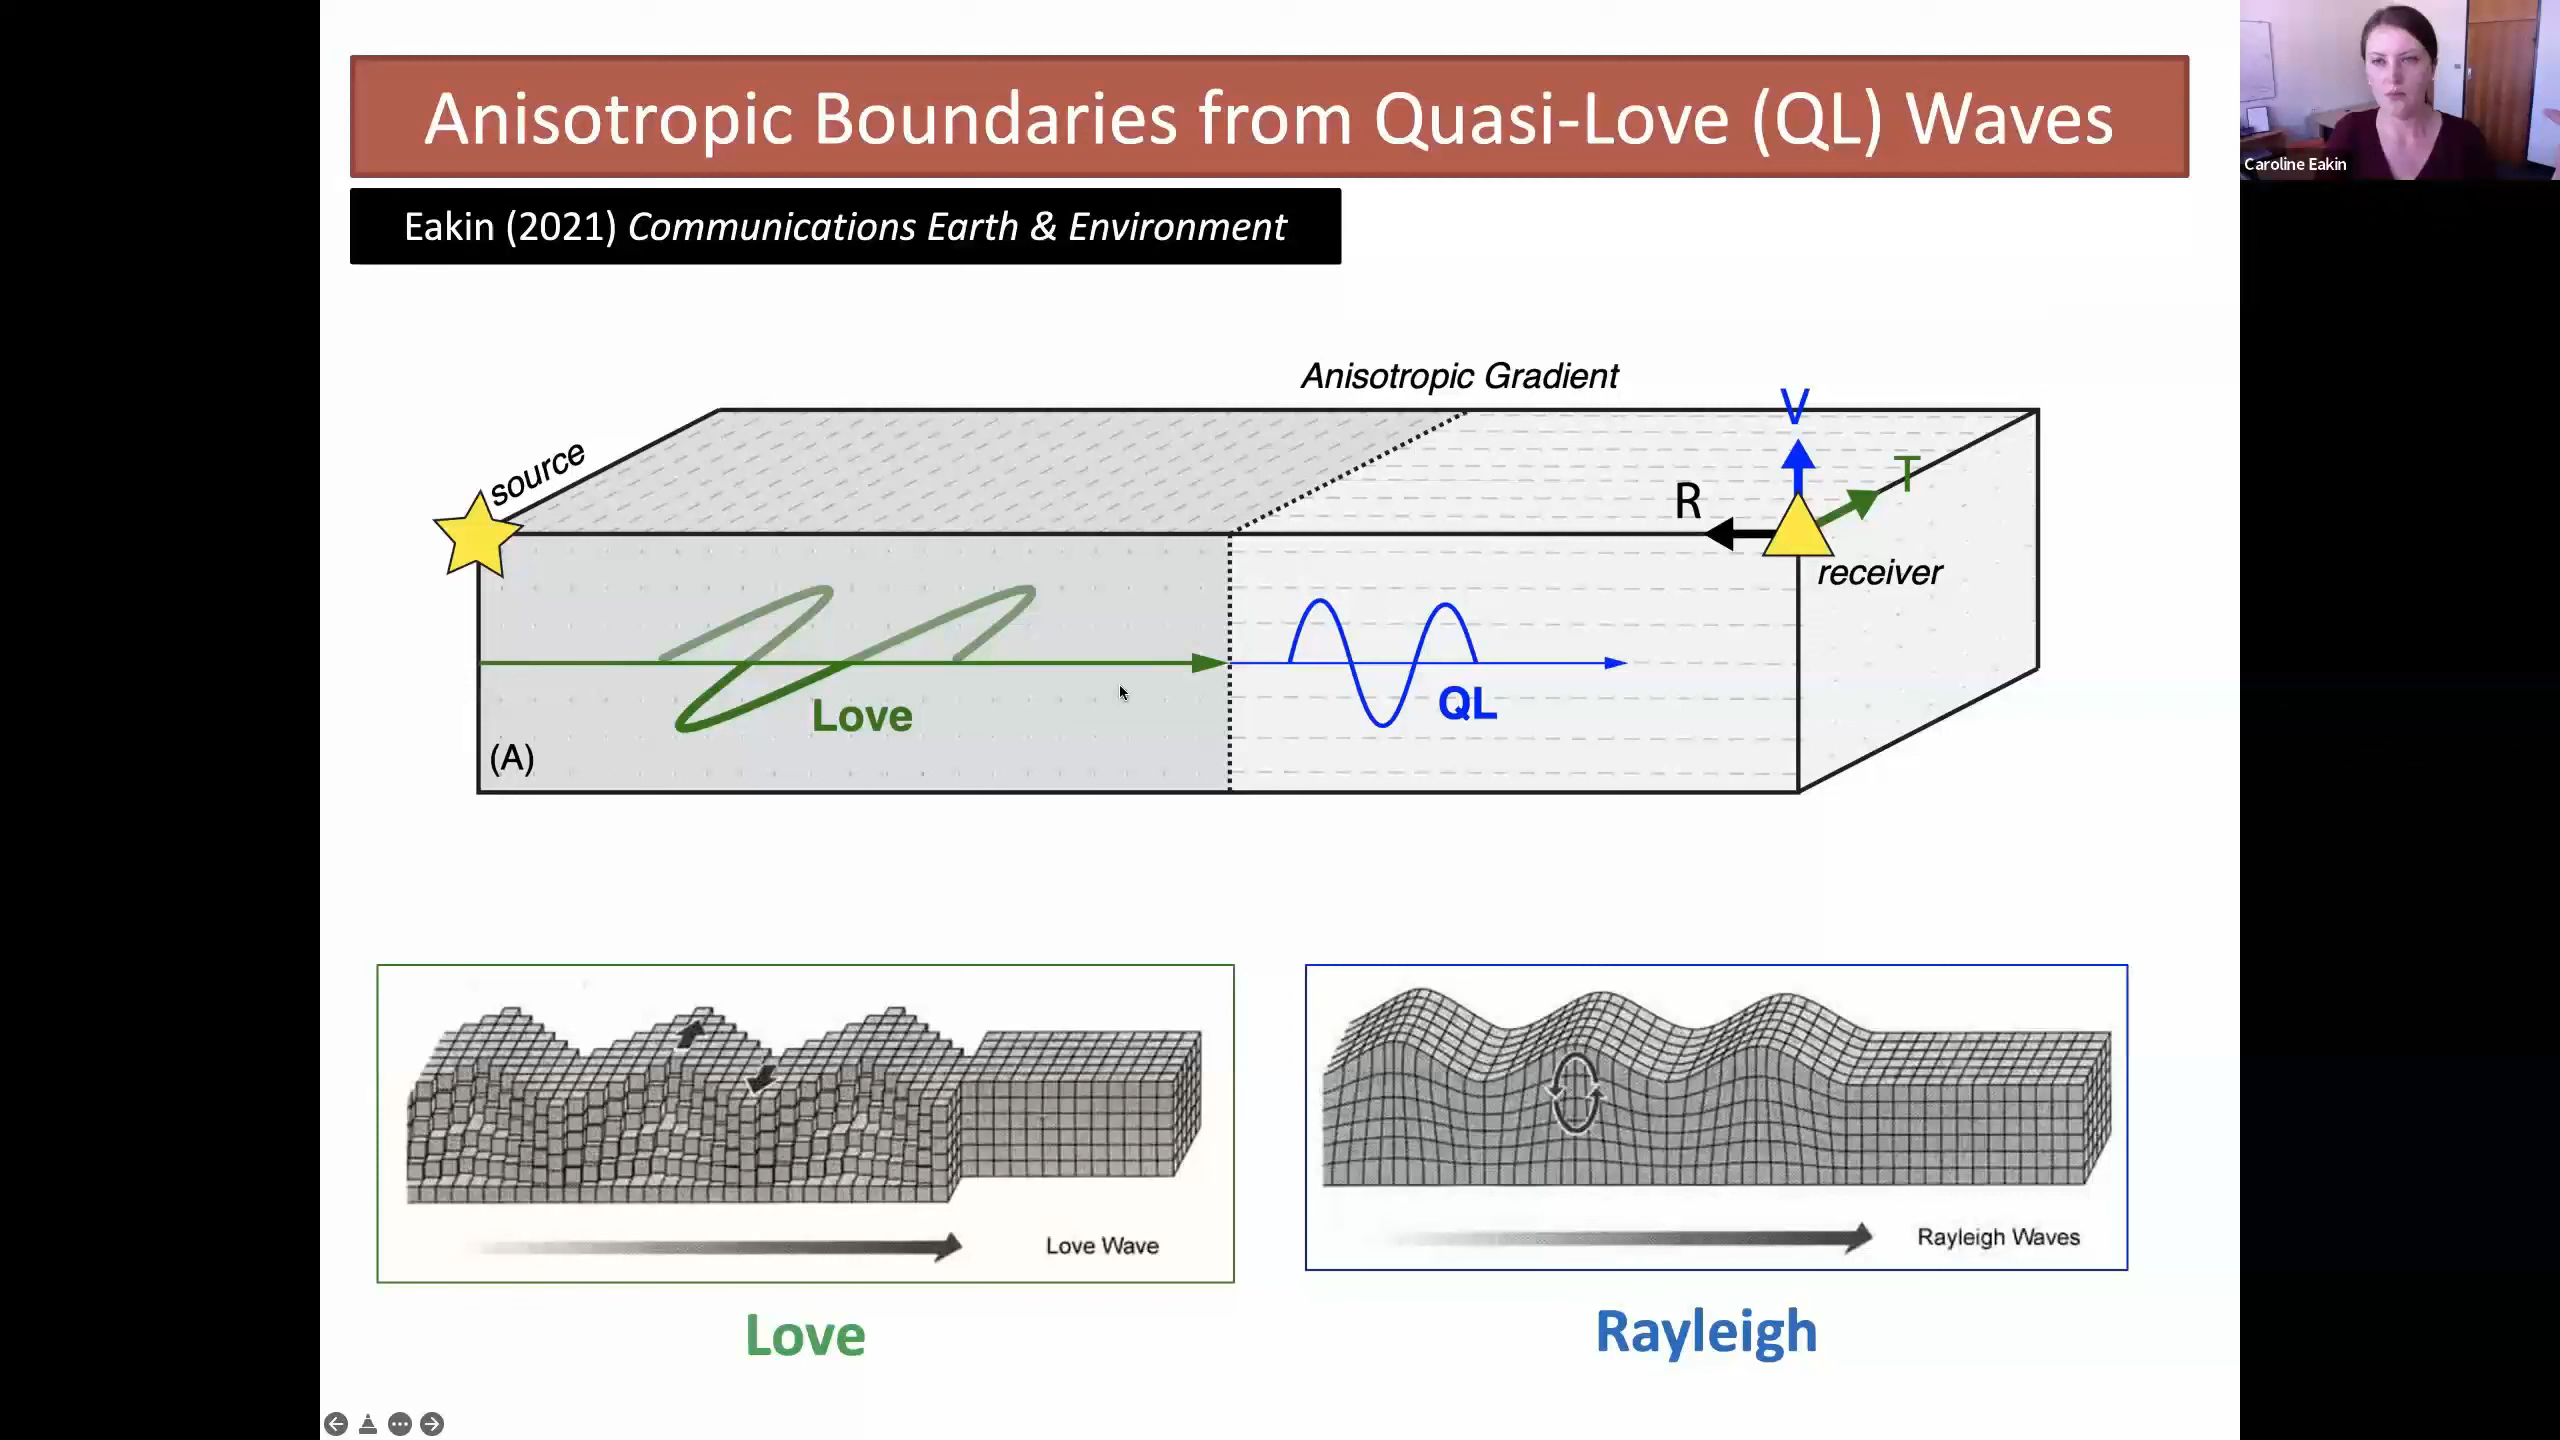 Anisotropic Boundaries from Quasi-Love (QL) Waves
Caroline Eakin
Eakin (2021) Communications Earth & Environment
Anisotropic Gradient
V
source
T
R
receiver
QL
Love
(A)
Love Wave
Rayleigh Waves
Love
Rayleigh